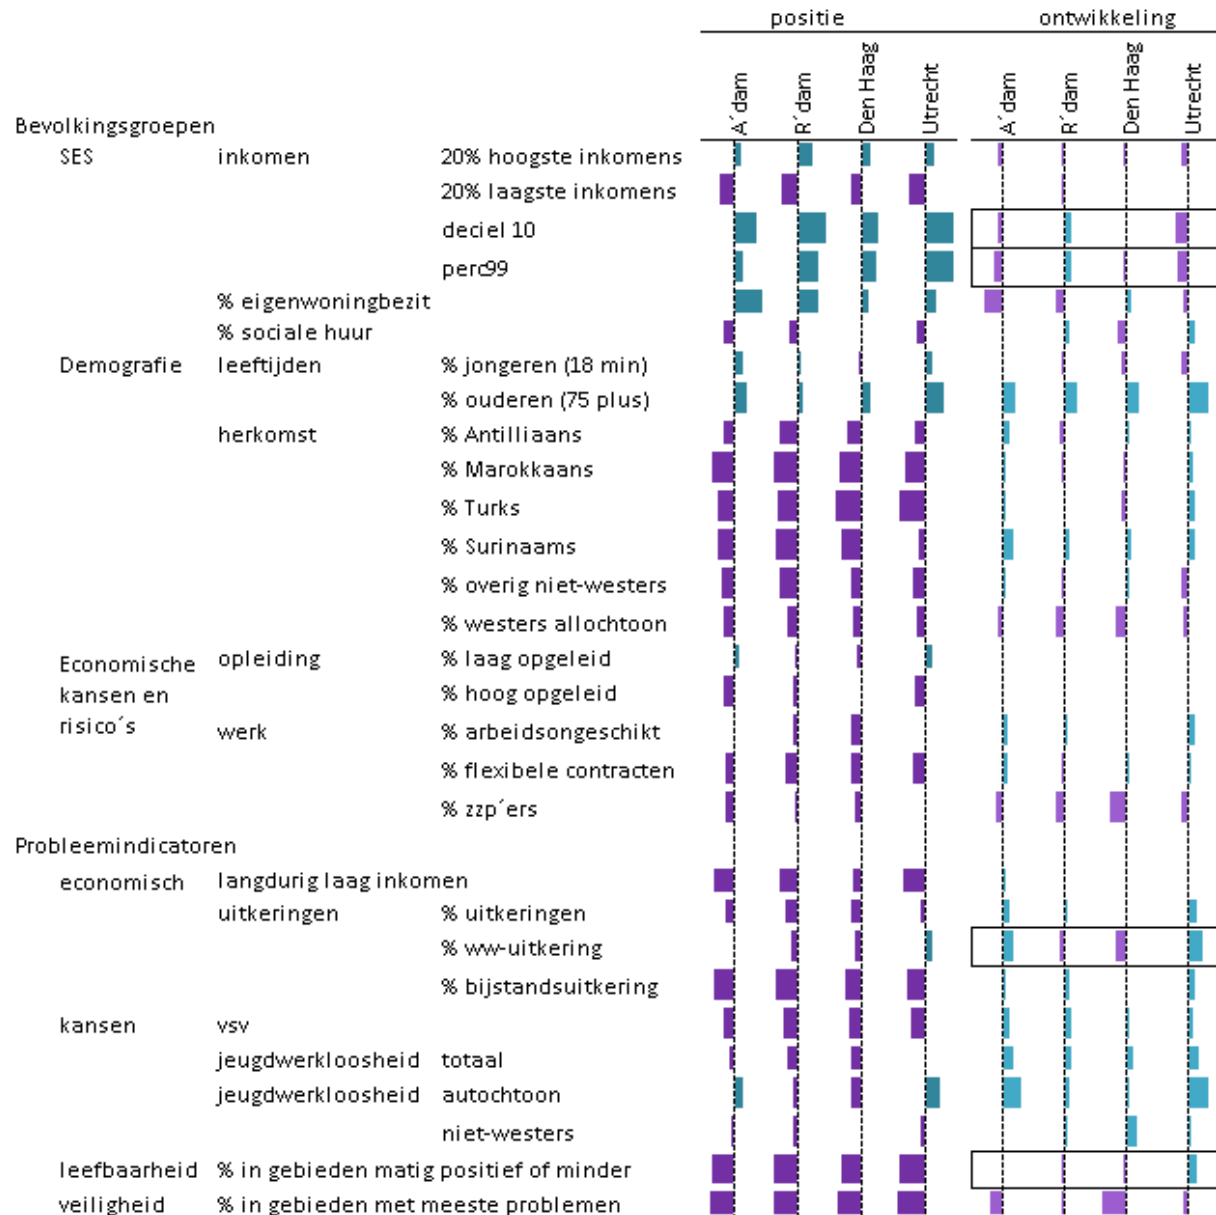 positie ontwikkeling
A´dam R´dam Den Haag Utrecht A´dam R´dam Den Haag Utrecht
Bevolkingsgroepen
SES inkomen 20% hoogste inkomens
20% laagste inkomens
deciel 10
perc99
% eigenwoningbezit
% sociale huur
Demografie leeftijden % jongeren (18 min)
% ouderen (75 plus)
herkomst % Antilliaans
% Marokkaans
% Turks
% Surinaams
% overig niet-westers
% westers allochtoon
Economische kansen en risico´s opleiding % laag opgeleid
% hoog opgeleid
werk % arbeidsongeschikt
% flexibele contracten
% zzp´ers
Probleemindicatoren
economisch langdurig laag inkomen
uitkeringen % uitkeringen
% ww-uitkering
% bijstandsuitkering
kansen vsv
jeugdwerkloosheid totaal
jeugdwerkloosheid autochtoon
niet-westers
leefbaarheid % in gebieden matig positief of minder
veiligheid % in gebieden met meeste problemen